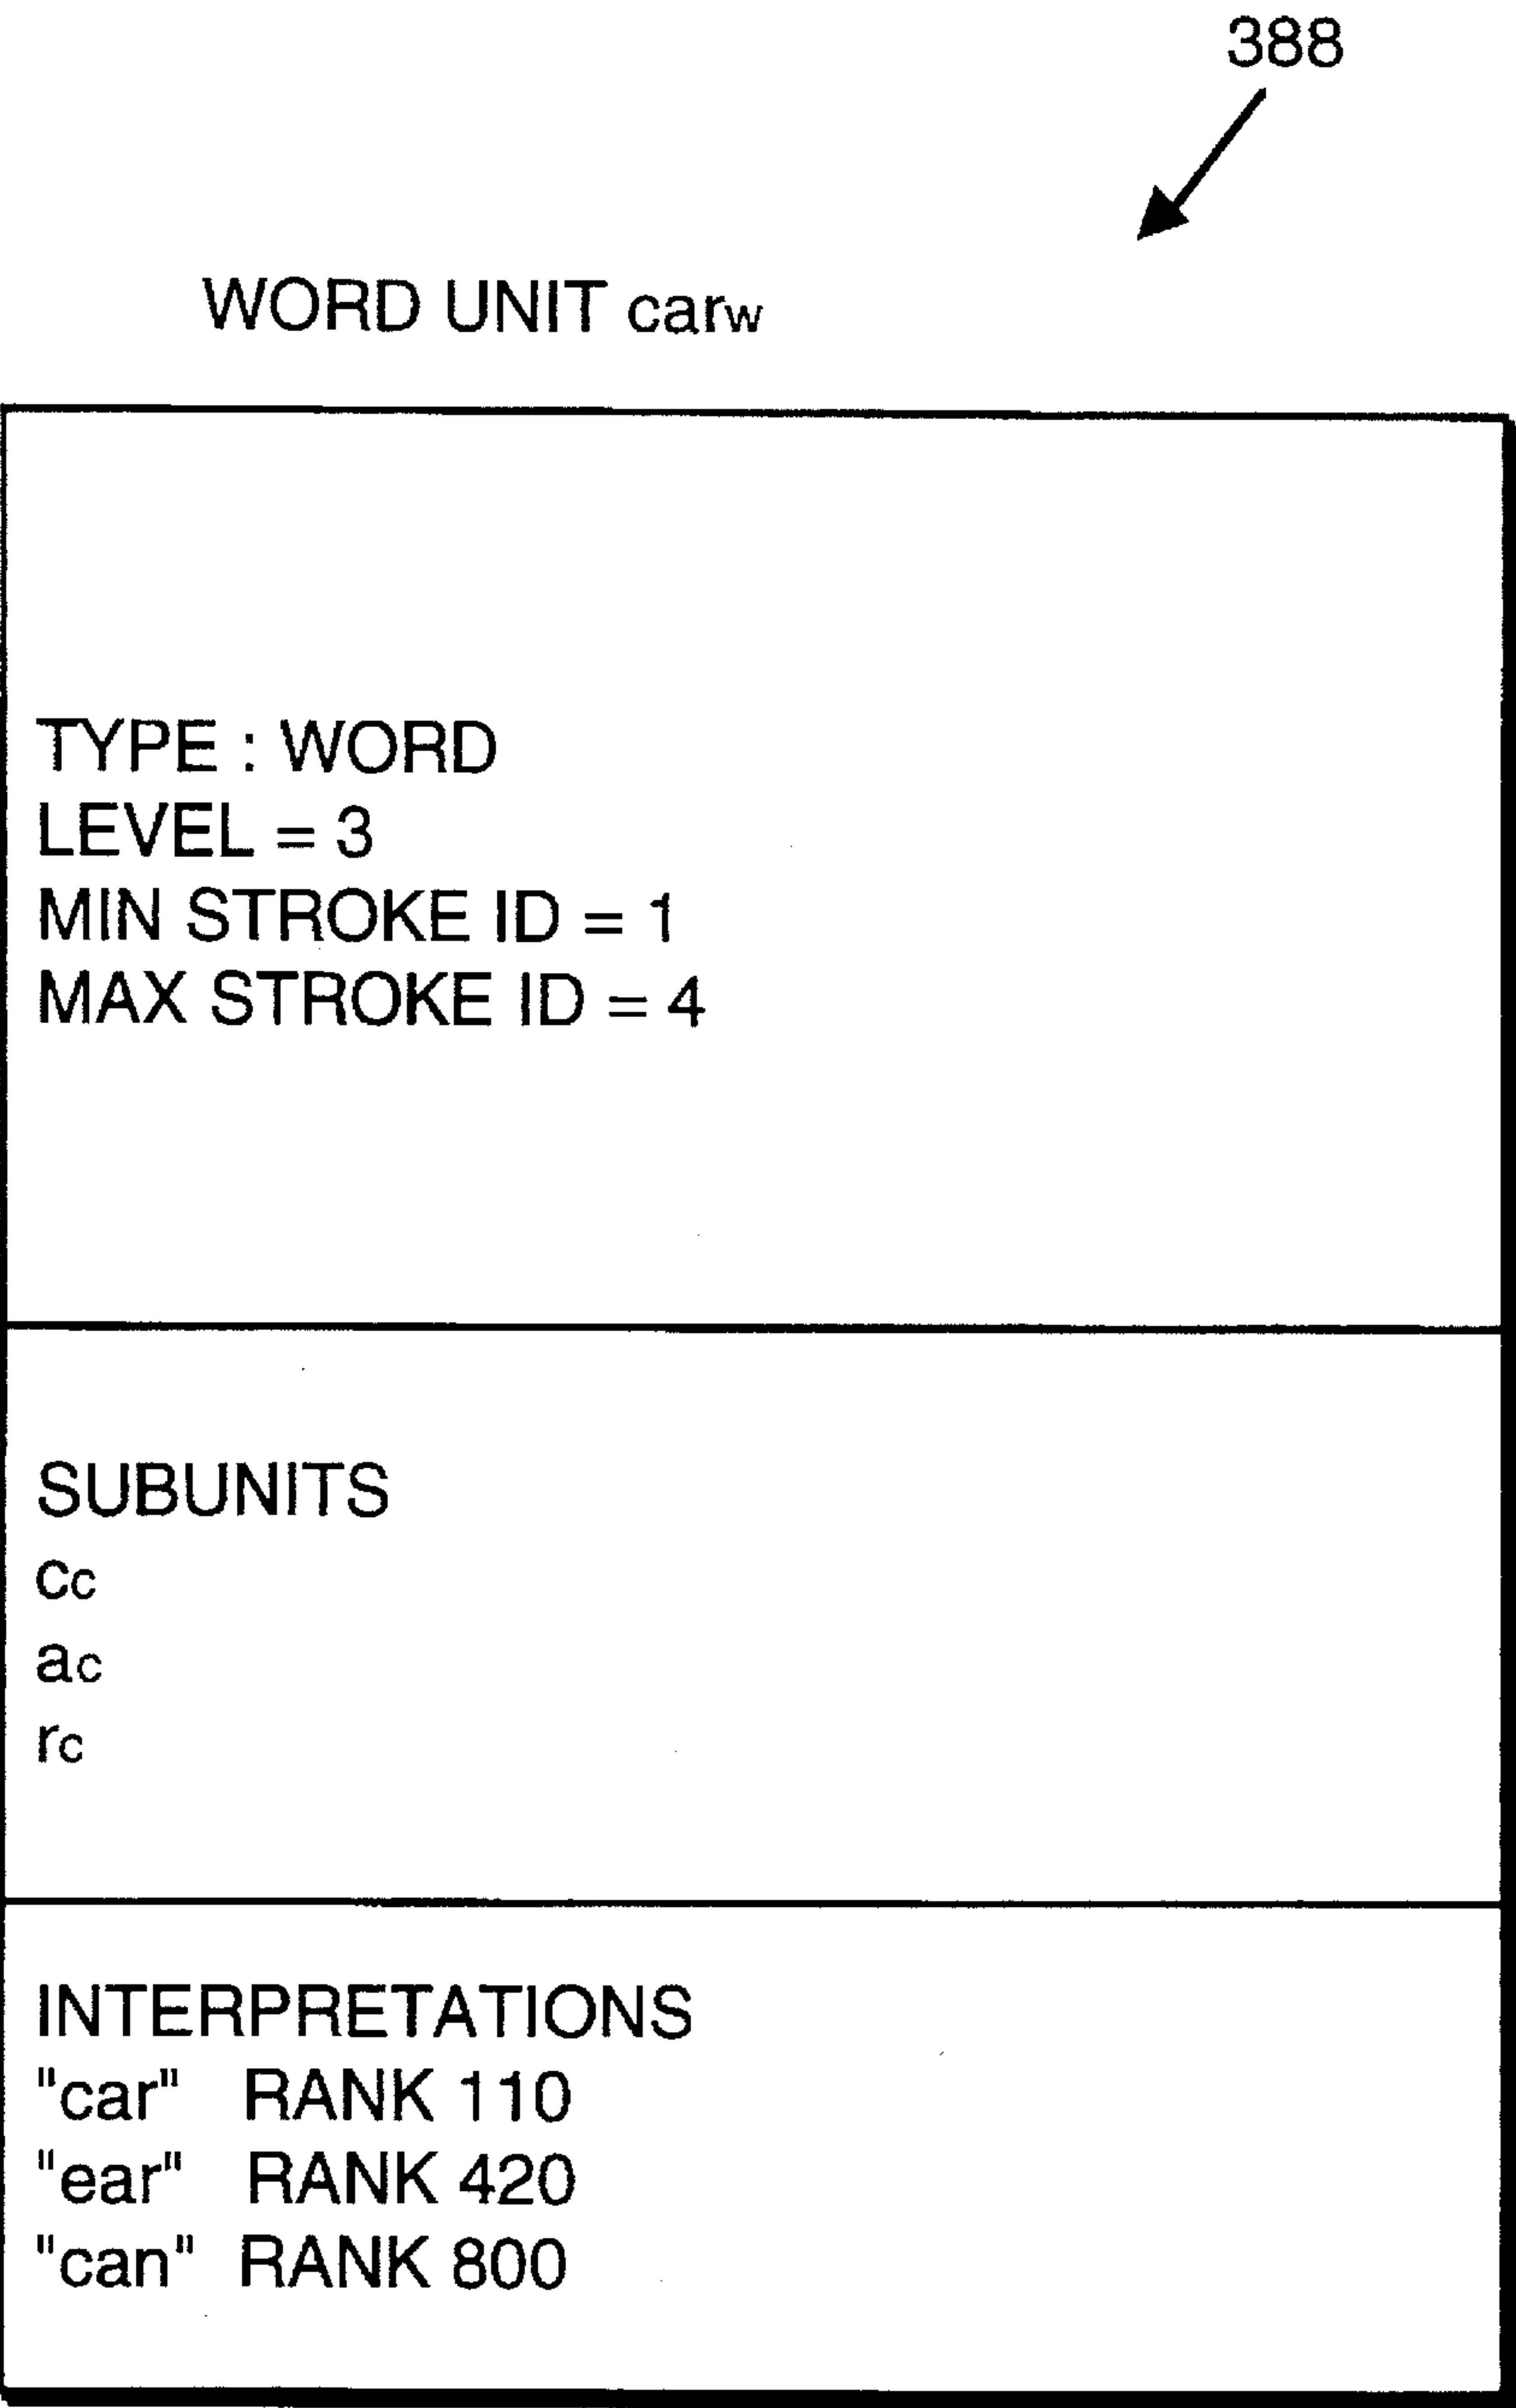 388
WORD UNIT carw
TYPE : WORD
LEVEL = 3
MIN STROKE ID = 1
MAX STROKE ID = 4
SUBUNITS
cc
ac
rc
INTERPRETATIONS
"car" RANK 110
"ear" RANK 420
"can" RANK 800